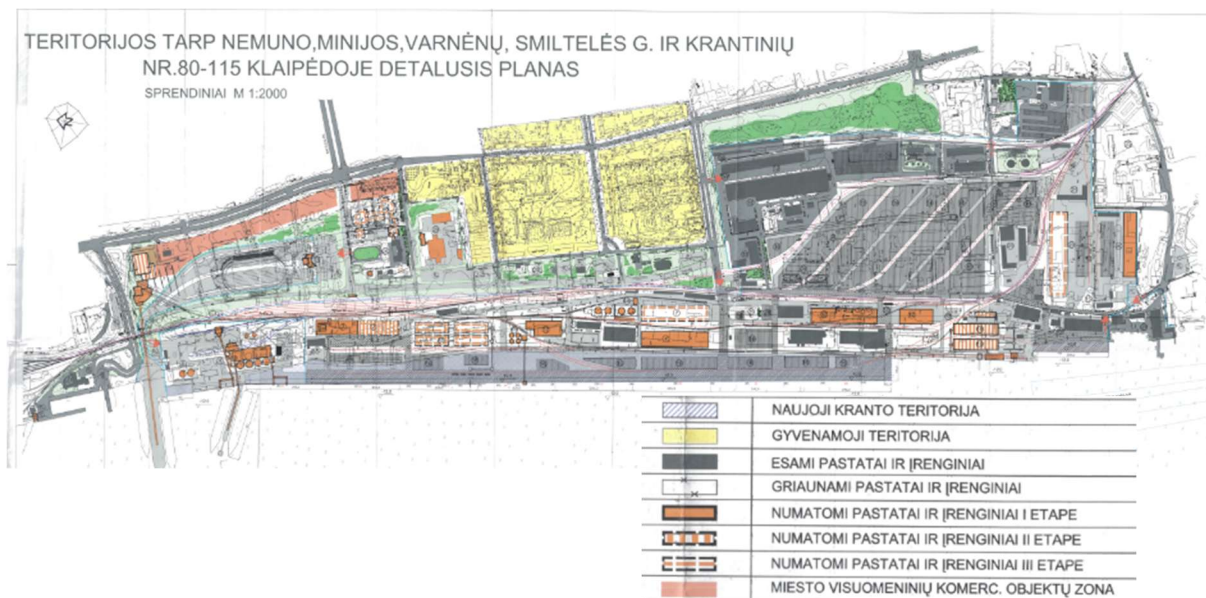 TERITORIJOS TARP NEMUNO,MINIJOS,VARNĖNŲ, SMILTELĖS G. IR KRANTINIŲ
NR.80-115 KLAIPĖDOJE DETALUSIS PLANAS
SPRENDINIAI M 1:2000
NAUJOJI KRANTO TERITORIJA
GYVENAMOJI TERITORIJA
ESAMI PASTATAI IR ĮRENGINIAI
GRIAUNAMI PASTATAI IR ĮRENGINIAI
NUMATOMI PASTATAI IR ĮRENGINIAI I ETAPE
NUMATOMI PASTATAI IR ĮRENGINIAI II ETAPE
NUMATOMI PASTATAI IR ĮRENGINIAI III ETAPE
MIESTO VISUOMENINIŲ KOMERC. OBJEKTŲ ZONA